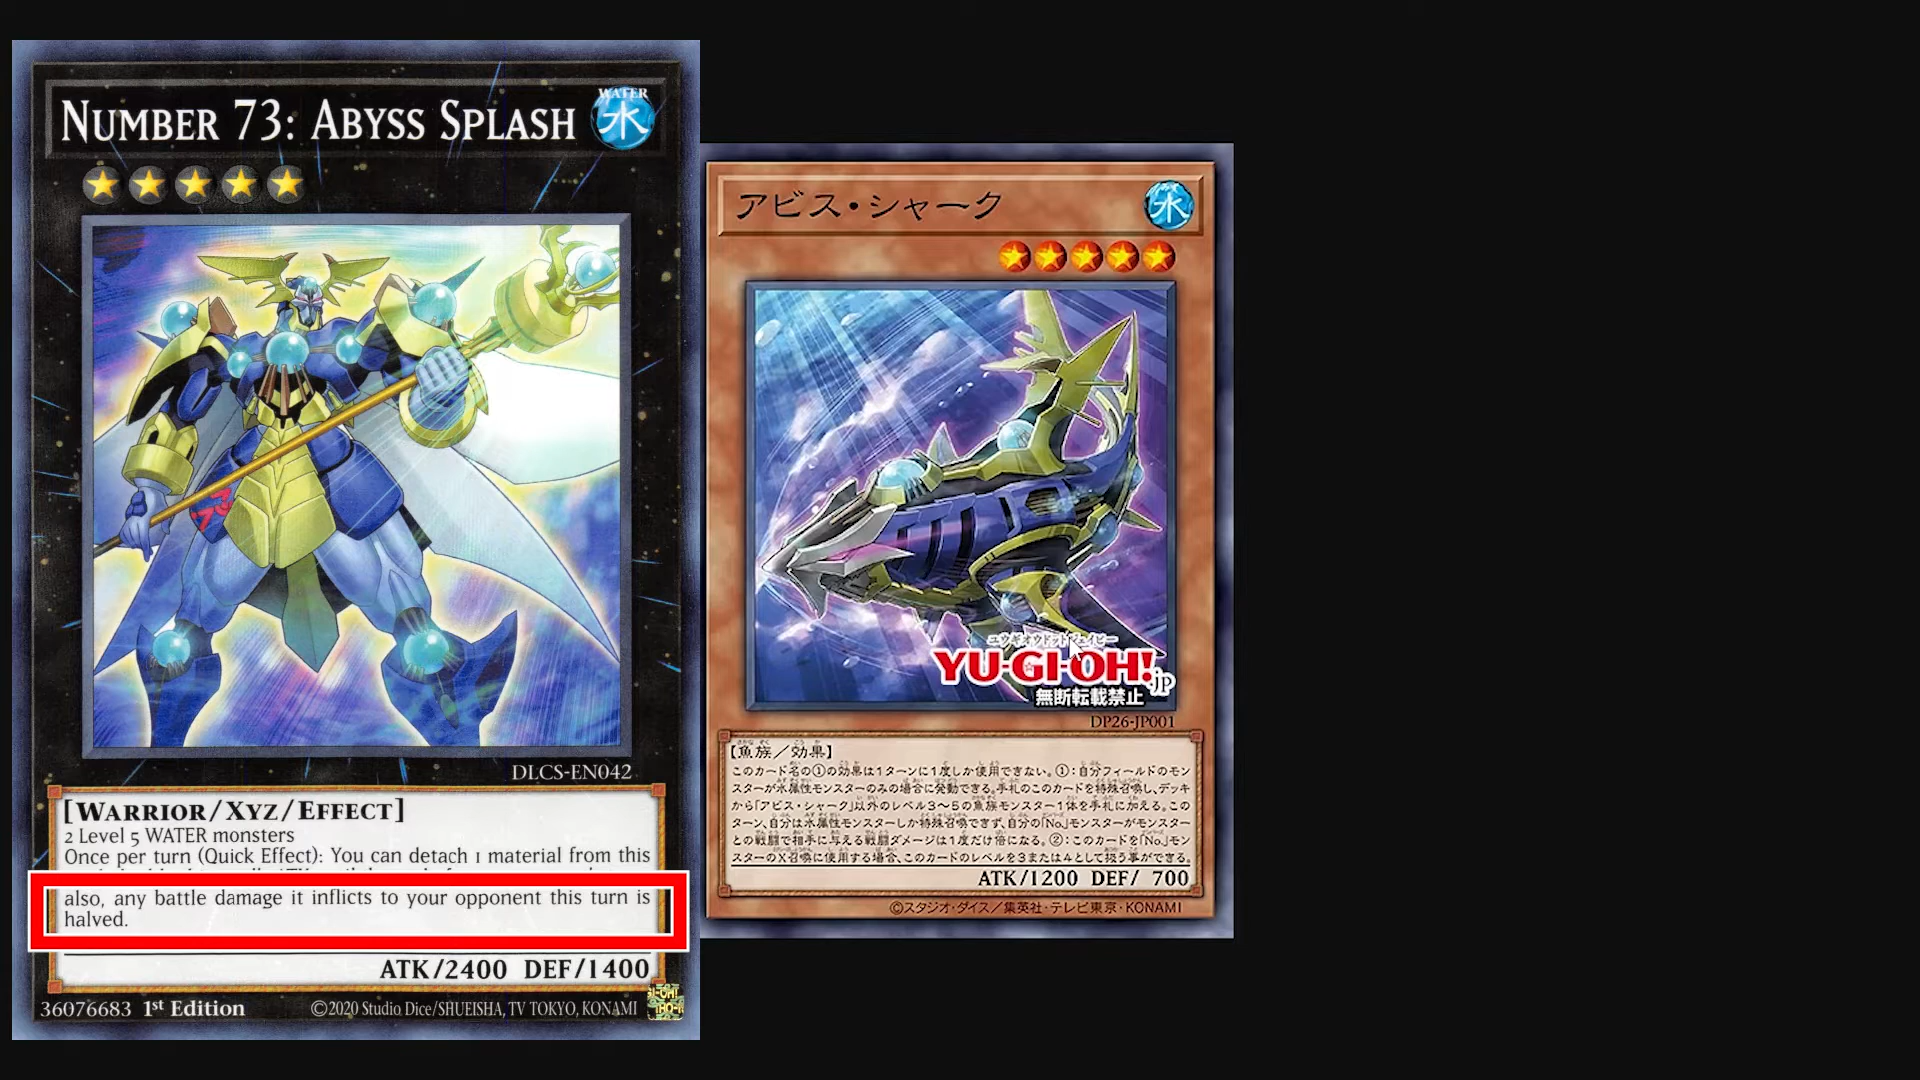 NUMBER 73: ABYSS SPLASH
WATER
水
73
DLCS-EN042
[WARRIOR/XYZ/EFFECT]
2 Level 5 WATER monsters
Once per turn (Quick Effect): You can detach 1 material from this
also, any battle damage it inflicts to your opponent this turn is
halved.
ATK/2400 DEF/1400
36076683 1st Edition
©2020 Studio Dice/SHUEISHA, TV TOKYO, KONAMI
アビス・シャーク
水
ユウギオウドットジェイピー
YU-GI-OH!.jp
無断転載禁止
DP26-JP001
【魚族/効果】
このカード名の①の効果は1ターンに1度しか使用できない。①:自分フィールドのモン
スターが水属性モンスターのみの場合に発動できる。手札のこのカードを特殊召喚し、デッキ
から「アビス・シャーク」以外のレベル3~5の魚族モンスター1体を手札に加える。この
ターン、自分は水属性モンスターしか特殊召喚できず、自分の「No.」モンスターがモンスター
との戦闘で相手に与える戦闘ダメージは1度だけ倍になる。②:このカードを「No.」モン
スターのX召喚に使用する場合、このカードのレベルを3または4として扱う事ができる。
ATK/1200 DEF/ 700
©スタジオ・ダイス/集英社・テレビ東京・KONAMI